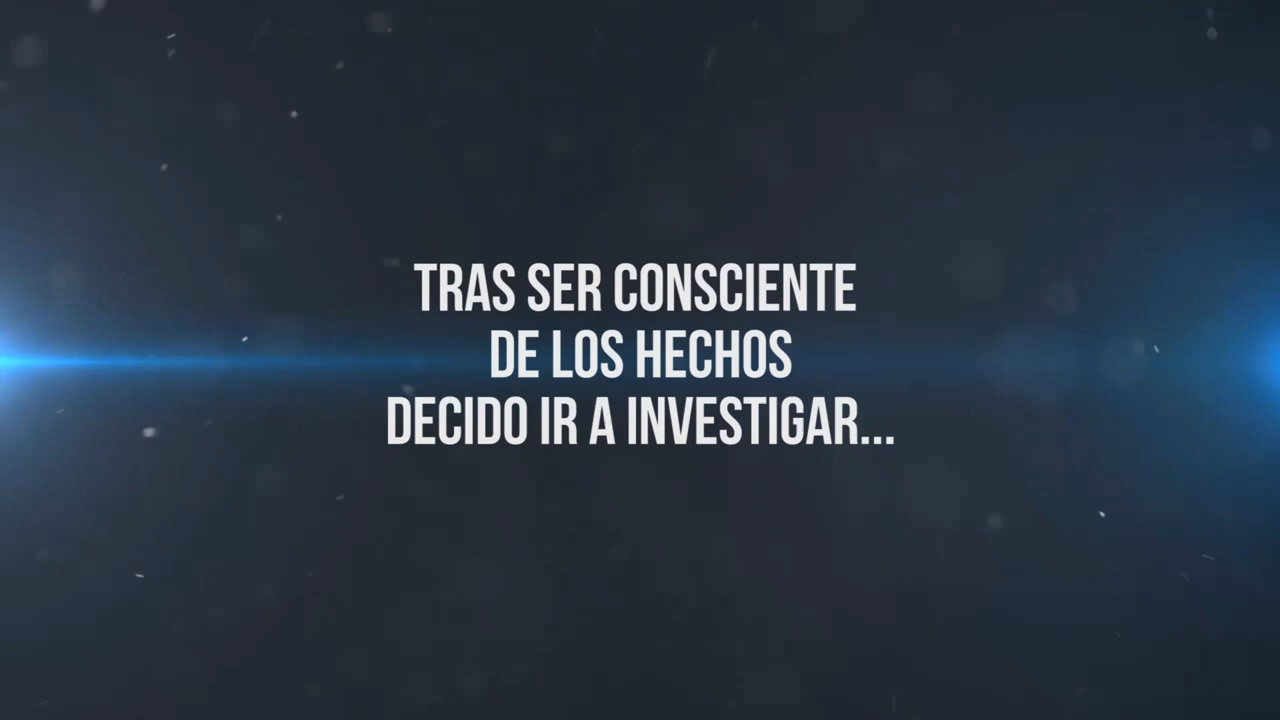 TRAS SER CONSCIENTE
DE LOS HECHOS
DECIDO IR A INVESTIGAR...